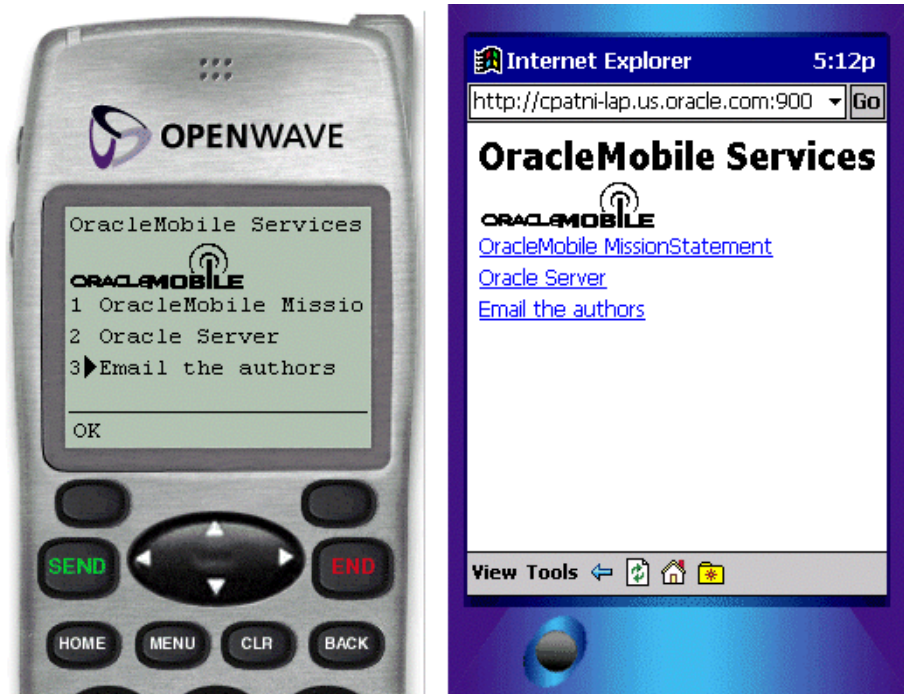 OPENWAVE
OracleMobile Services
ORACLEMOBILE
1 OracleMobile Missio
2 Oracle Server
3 Email the authors
OK
SEND
END
HOME
MENU
CLR
BACK
Internet Explorer 5:12p
http://cpatni-lap.us.oracle.com:900 Go
OracleMobile Services
ORACLEMOBILE
OracleMobile MissionStatement
Oracle Server
Email the authors
View Tools